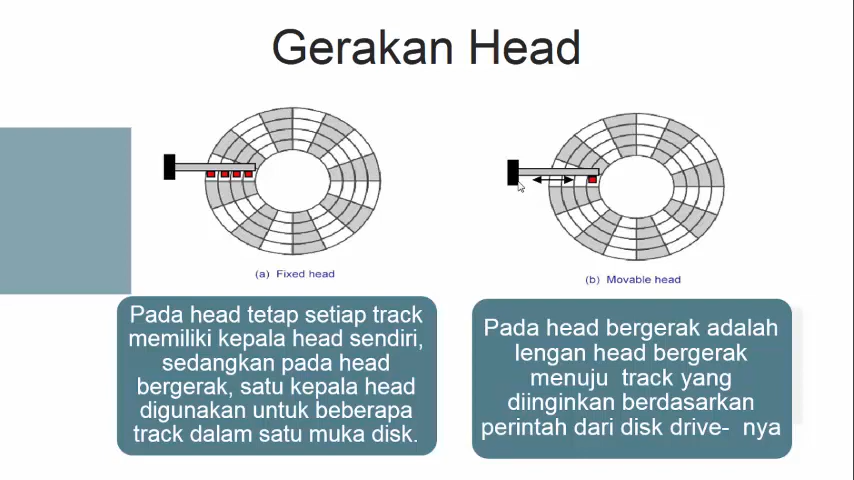 Gerakan Head
(a) Fixed head
(b) Movable head
Pada head tetap setiap track
memiliki kepala head sendiri,
sedangkan pada head
bergerak, satu kepala head
digunakan untuk beberapa
track dalam satu muka disk.
Pada head bergerak adalah
lengan head bergerak
menuju  track yang
diinginkan berdasarkan
perintah dari disk drive-  nya